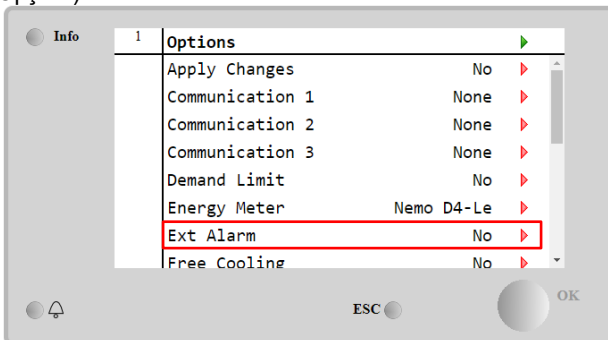 Info
1 Options
Apply Changes No
Communication 1 None
Communication 2 None
Communication 3 None
Demand Limit No
Energy Meter Nemo D4-Le
Ext Alarm No
Free Cooling No
ESC
OK